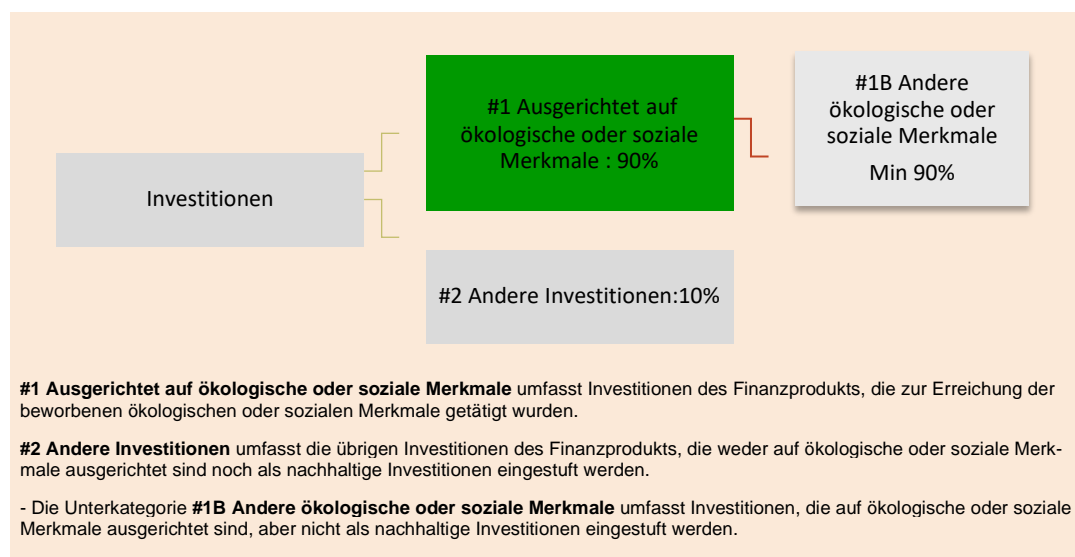 Investitionen
#1 Ausgerichtet auf
ökologische oder soziale
Merkmale : 90%
#1B Andere
ökologische oder
soziale Merkmale
Min 90%
#2 Andere Investitionen:10%
#1 Ausgerichtet auf ökologische oder soziale Merkmale umfasst Investitionen des Finanzprodukts, die zur Erreichung der
beworbenen ökologischen oder sozialen Merkmale getätigt wurden.
#2 Andere Investitionen umfasst die übrigen Investitionen des Finanzprodukts, die weder auf ökologische oder soziale Merk-
male ausgerichtet sind noch als nachhaltige Investitionen eingestuft werden.
- Die Unterkategorie #1B Andere ökologische oder soziale Merkmale umfasst Investitionen, die auf ökologische oder soziale
Merkmale ausgerichtet sind, aber nicht als nachhaltige Investitionen eingestuft werden.